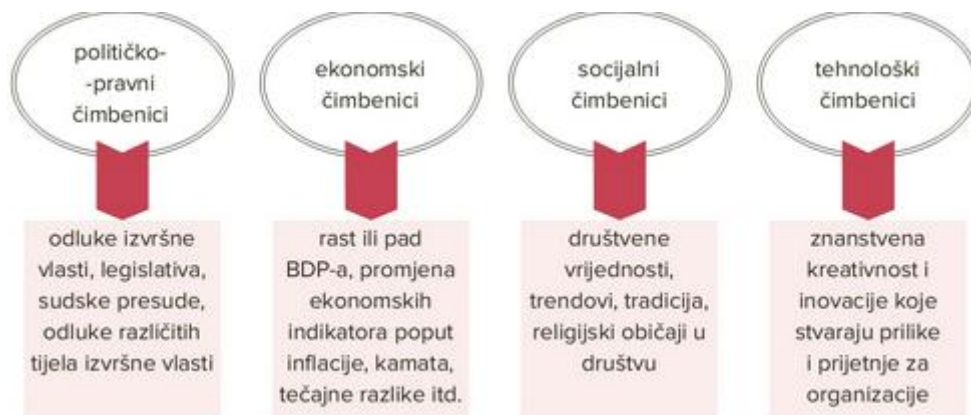 političko-
-pravni
čimbenici
odluke izvršne
vlasti, legislativa,
sudske presude,
odluke različitih
tijela izvršne vlasti
ekonomski
čimbenici
rast ili pad
BDP-a, promjena
ekonomskih
indikatora poput
inflacije, kamata,
tečajne razlike itd.
socijalni
čimbenici
društvene
vrijednosti,
trendovi, tradicija,
religijski običaji u
društvu
tehnološki
čimbenici
znanstvena
kreativnost i
inovacije koje
stvaraju prilike
i prijetnje za
organizacije